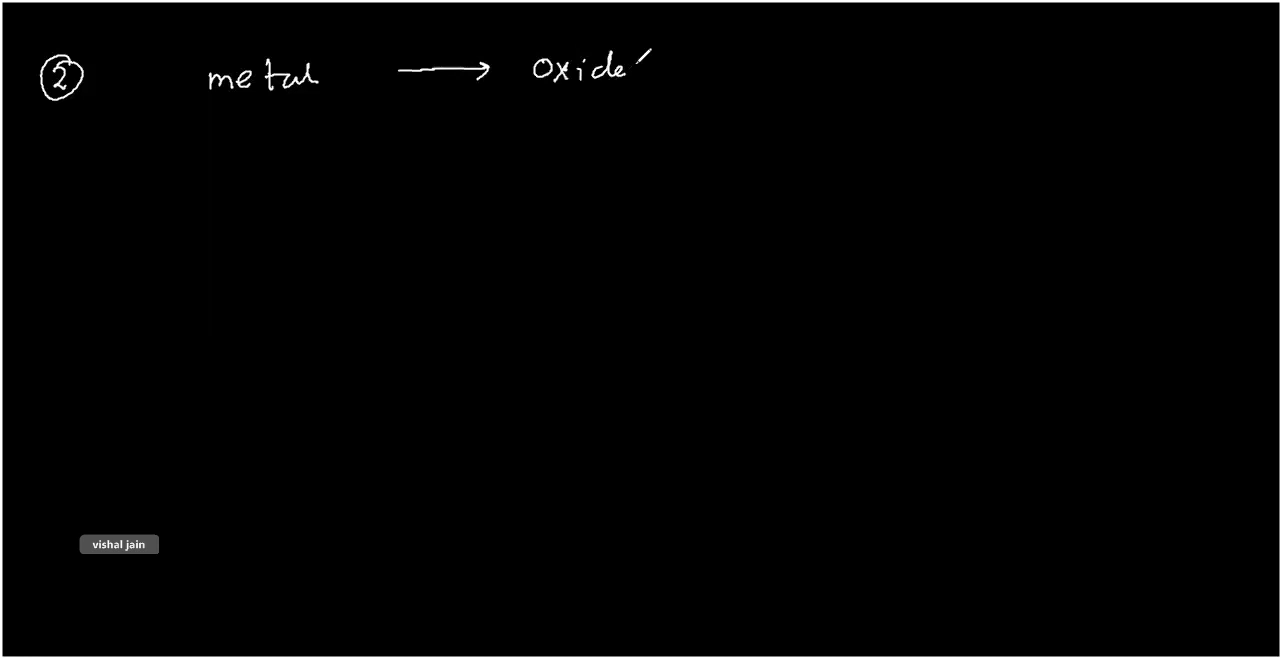 ② metal → oxide
vishal jain